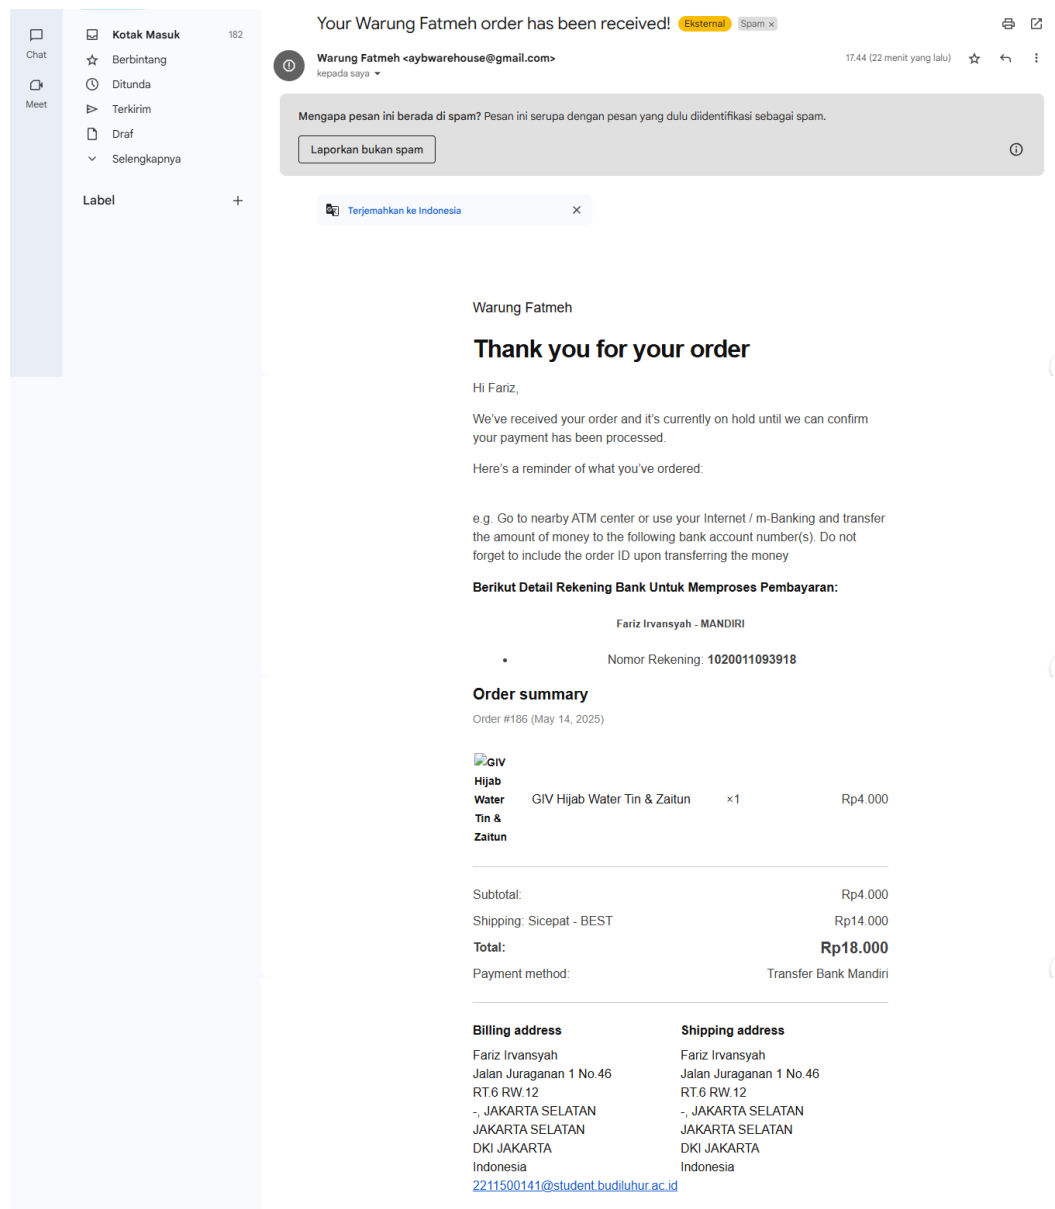 Chat
Meet
Kotak Masuk 182
Berbintang
Ditunda
Terkirim
Draf
Selengkapnya
Label +
Your Warung Fatmeh order has been received! Eksternal Spam ×
Warung Fatmeh <aybwarehouse@gmail.com> 17.44 (22 menit yang lalu)
kepada saya
Mengapa pesan ini berada di spam? Pesan ini serupa dengan pesan yang dulu diidentifikasi sebagai spam.
Laporkan bukan spam
Terjemahkan ke Indonesia
Warung Fatmeh
Thank you for your order
Hi Fariz,
We've received your order and it's currently on hold until we can confirm
your payment has been processed.
Here's a reminder of what you've ordered:
e.g. Go to nearby ATM center or use your Internet / m-Banking and transfer
the amount of money to the following bank account number(s). Do not
forget to include the order ID upon transferring the money
Berikut Detail Rekening Bank Untuk Memproses Pembayaran:
Fariz Irvansyah - MANDIRI
• Nomor Rekening: 1020011093918
Order summary
Order #186 (May 14, 2025)
GIV
Hijab
Water
Tin &
Zaitun
GIV Hijab Water Tin & Zaitun ×1 Rp4.000
Subtotal: Rp4.000
Shipping: Sicepat - BEST Rp14.000
Total: Rp18.000
Payment method: Transfer Bank Mandiri
Billing address
Fariz Irvansyah
Jalan Juraganan 1 No.46
RT.6 RW.12
-, JAKARTA SELATAN
JAKARTA SELATAN
DKI JAKARTA
Indonesia
2211500141@student.budiluhur.ac.id
Shipping address
Fariz Irvansyah
Jalan Juraganan 1 No.46
RT.6 RW.12
-, JAKARTA SELATAN
JAKARTA SELATAN
DKI JAKARTA
Indonesia